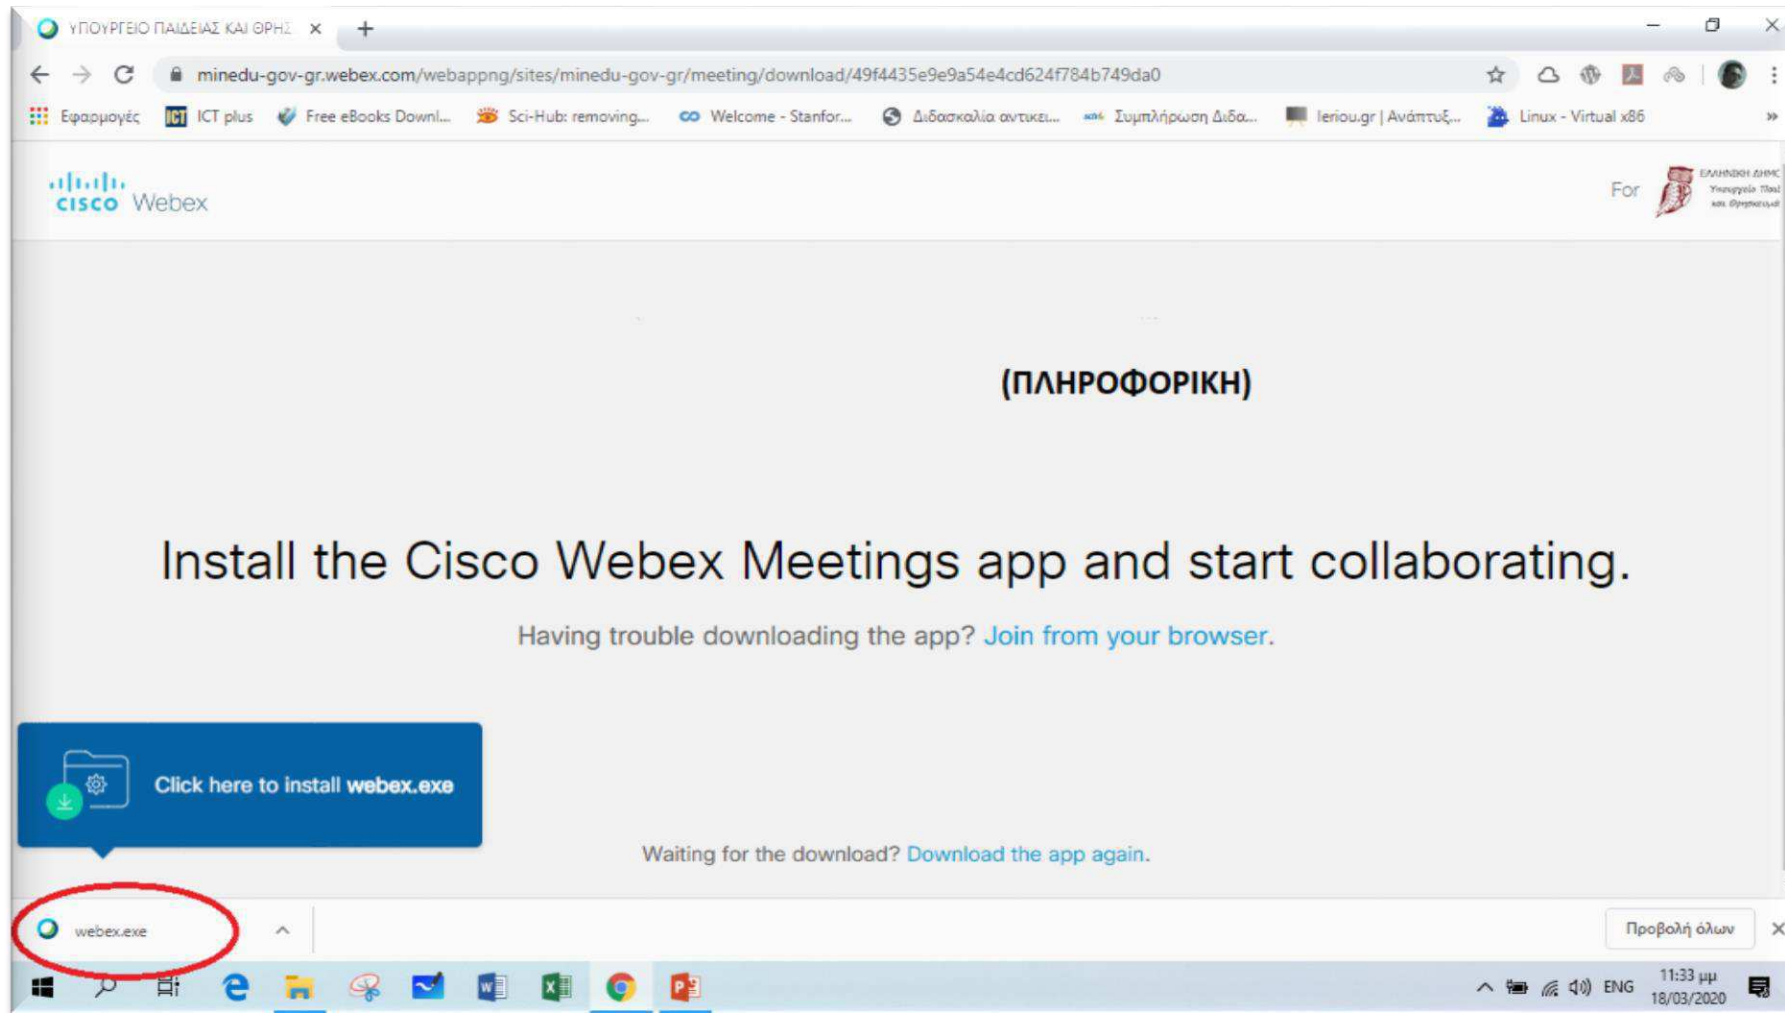 ΥΠΟΥΡΓΕΙΟ ΠΑΙΔΕΙΑΣ ΚΑΙ ΘΡΗΣ
minedu-gov-gr.webex.com/webappng/sites/minedu-gov-gr/meeting/download/49f4435e9e9a54e4cd624f784b749da0
Εφαρμογές ICT plus Free eBooks Downl... Sci-Hub: removing... Welcome - Stanfor... Διδασκαλία αντικει... Συμπλήρωση Διδα... Ieriou.gr | Ανάπτυξ... Linux - Virtual x86 »
CISCO Webex
For
ΕΛΛΗΝΙΚΗ ΔΗΜΟ
(ΠΛΗΡΟΦΟΡΙΚΗ)
Install the Cisco Webex Meetings app and start collaborating.
Having trouble downloading the app? Join from your browser.
Click here to install webex.exe
Waiting for the download? Download the app again.
webex.exe
Προβολή όλων
ENG
11:33 μμ
18/03/2020